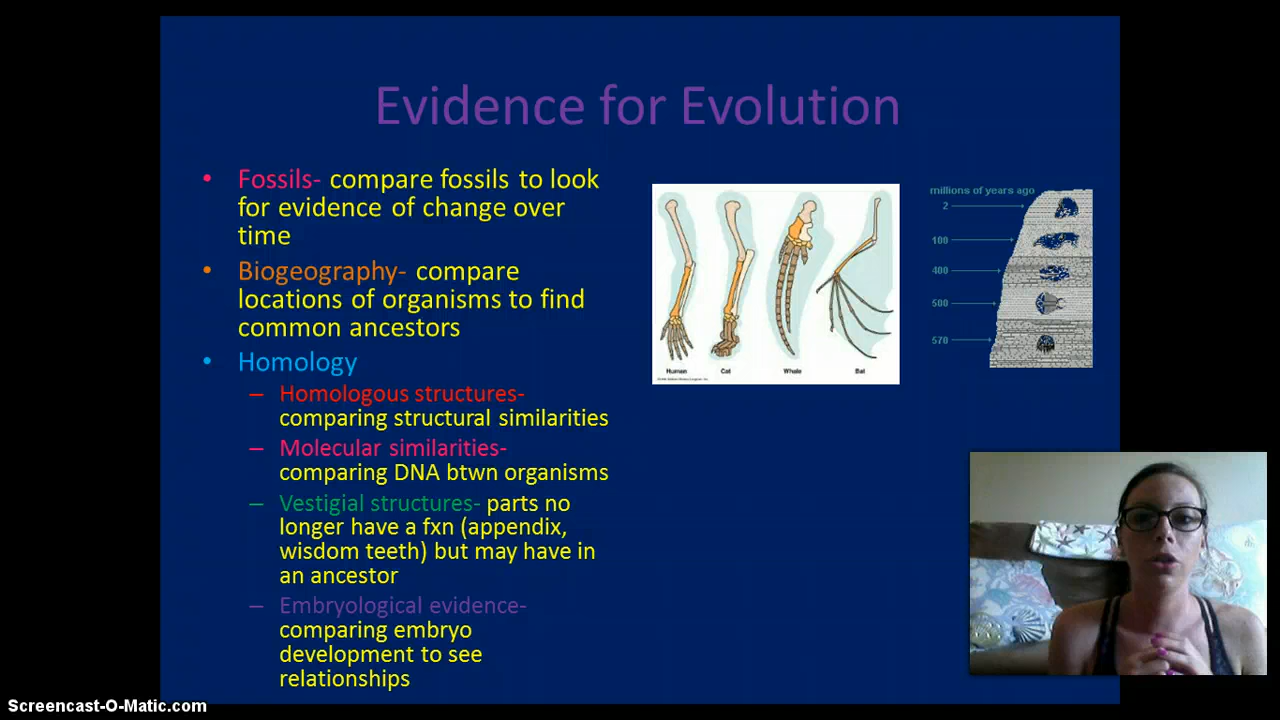 Evidence for Evolution
• Fossils- compare fossils to look
for evidence of change over
time
• Biogeography- compare
locations of organisms to find
common ancestors
• Homology
– Homologous structures-
comparing structural similarities
– Molecular similarities-
comparing DNA btwn organisms
– Vestigial structures- parts no
longer have a fxn (appendix,
wisdom teeth) but may have in
an ancestor
– Embryological evidence-
comparing embryo
development to see
relationships
Human Cat Whale Bat
millions of years ago
2
100
400
500
570
Screencast-O-Matic.com